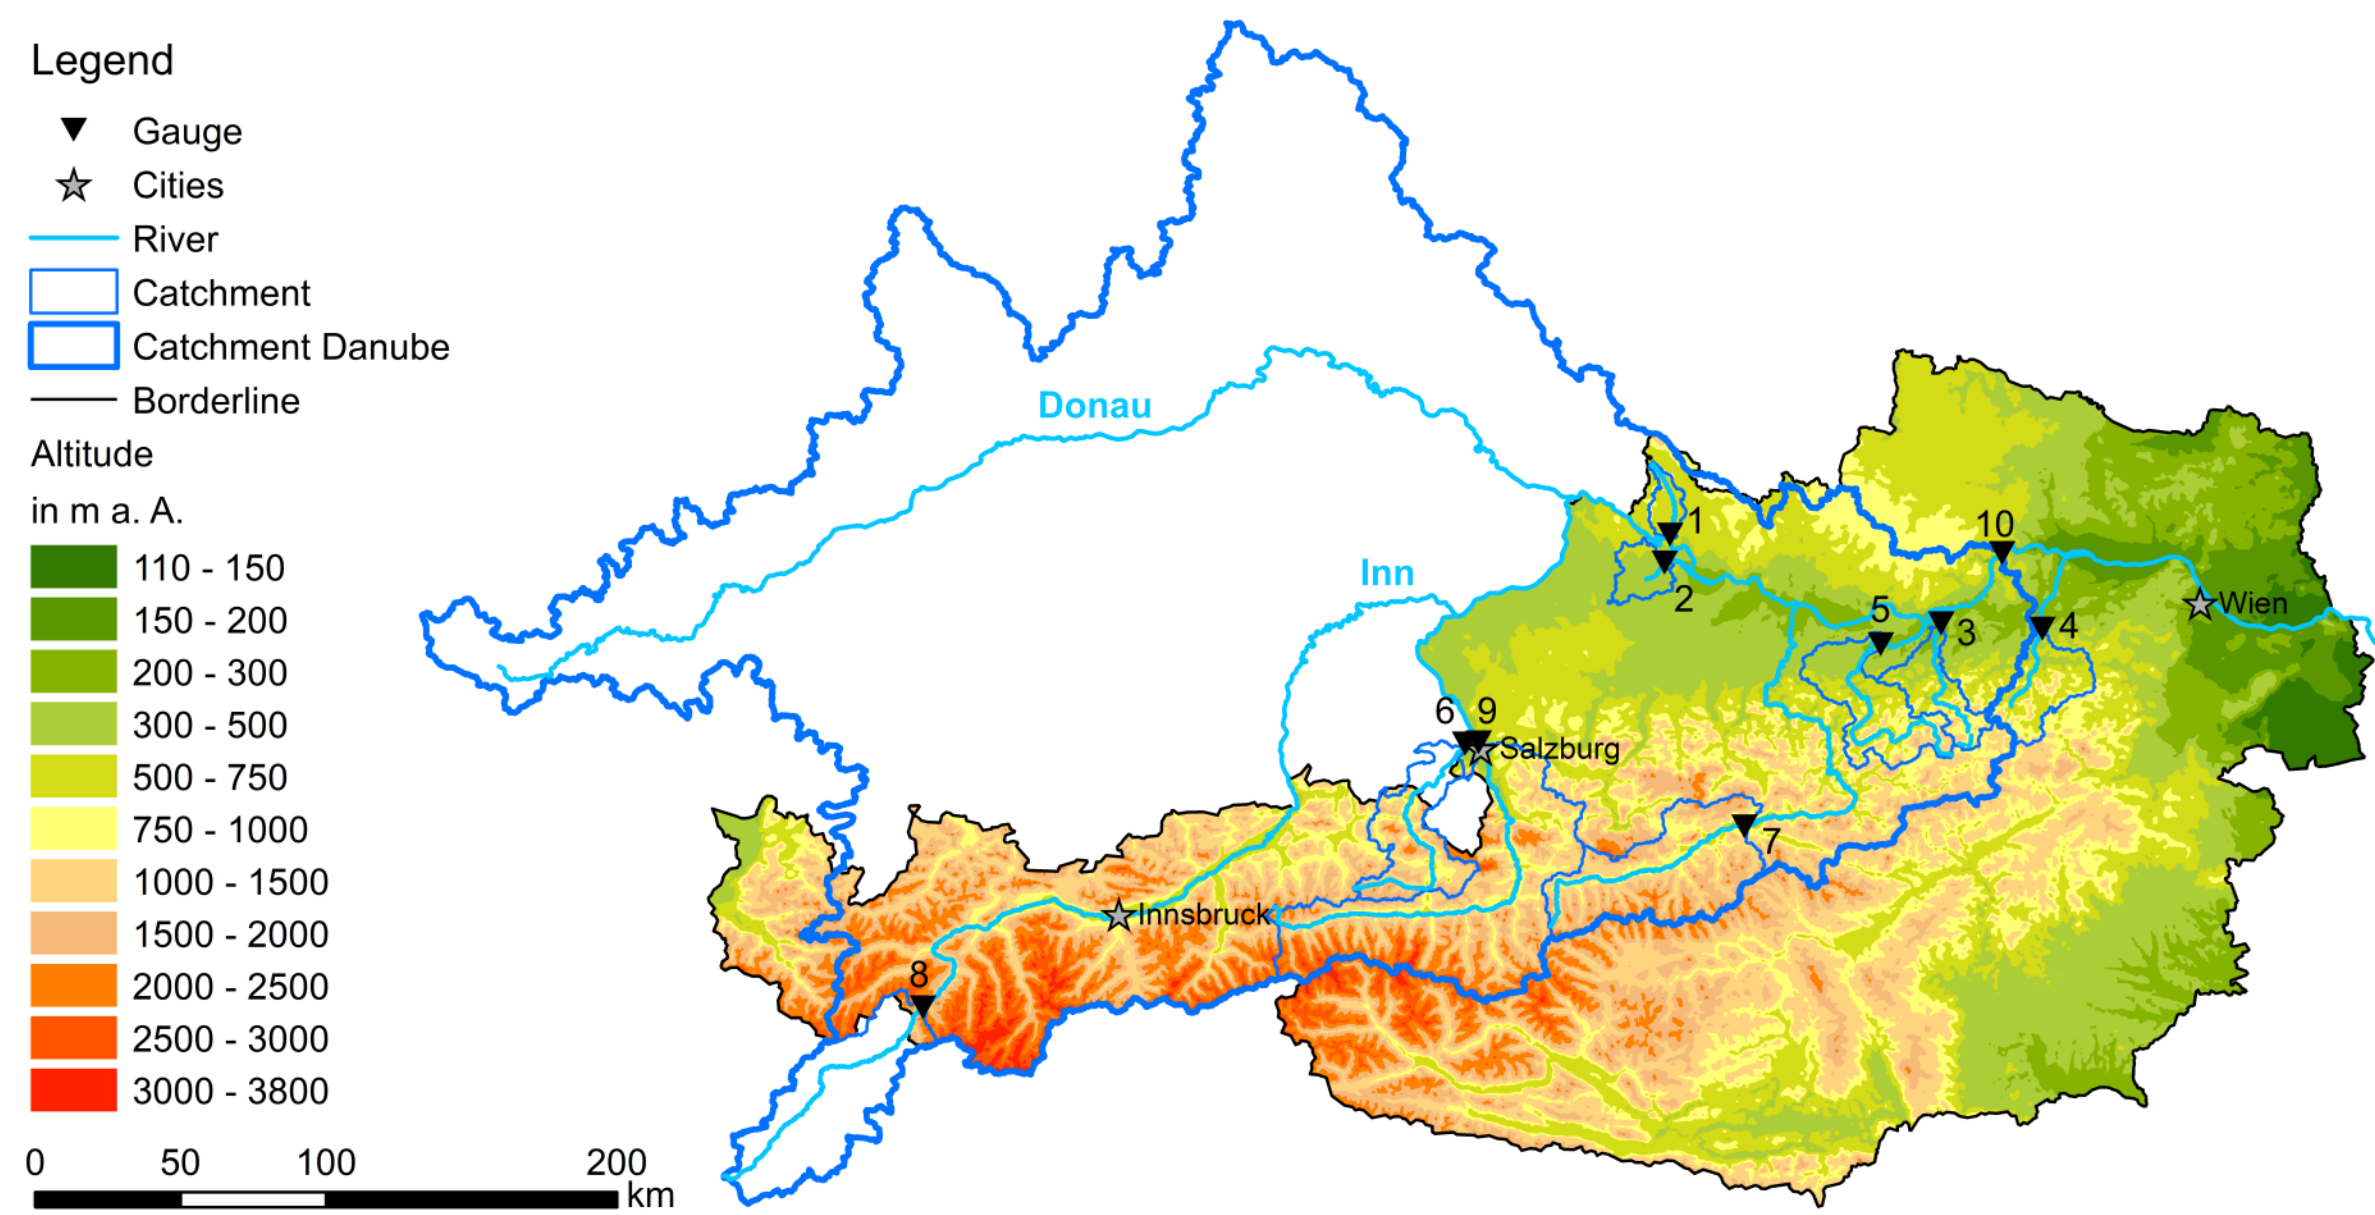 Legend
Gauge
Cities
River
Catchment
Catchment Danube
Borderline
Altitude
in m a. A.
110 - 150
150 - 200
200 - 300
300 - 500
500 - 750
750 - 1000
1000 - 1500
1500 - 2000
2000 - 2500
2500 - 3000
3000 - 3800
0 50 100 200
km
Donau
Inn
1
2
10
5
3
4
Wien
6 9
Salzburg
7
Innsbruck
8